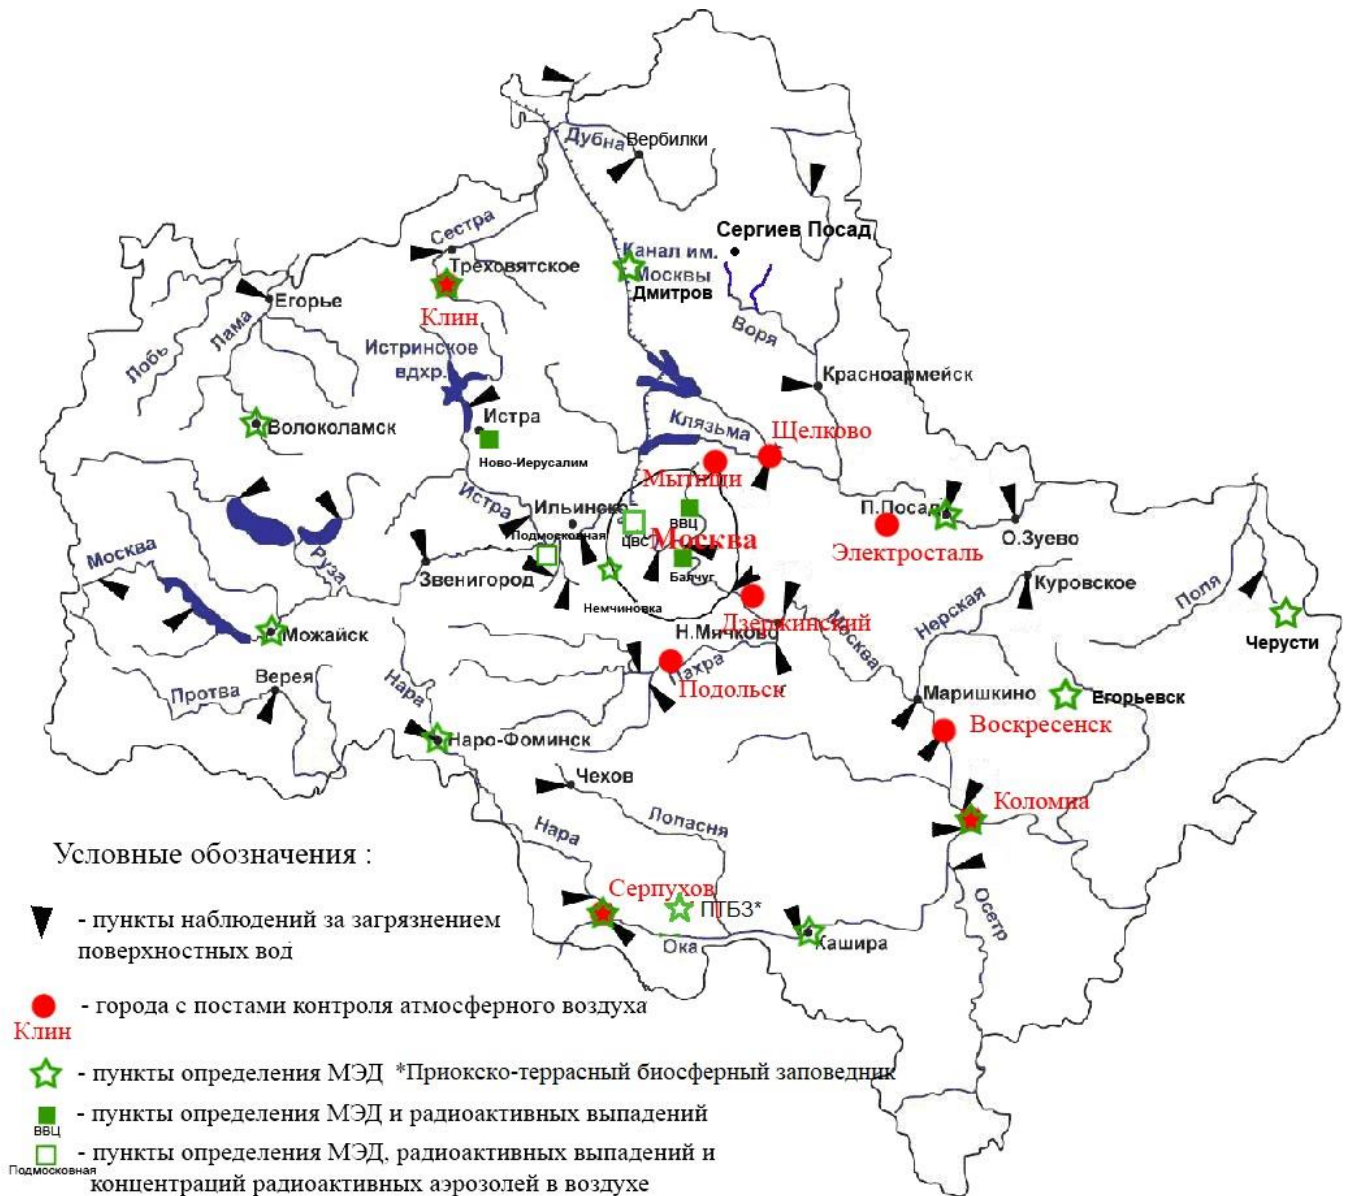 Дубна
Вербилки
Сестра
Сергиев Посад
Канал им.
Москвы
Треховятское
Дмитров
Егорье
Клин
Лобь
Лама
Воря
Истринское
вдхр.
Красноармейск
Волоколамск
Истра
Клязьма
Щелково
Ново-Иерусалим
Мытищи
Истра
Ильинско
П.Посад
ВВЦ
Подмосковная
ЦВС
Москва
Электросталь
О.Зуево
Москва
Руза
Звенигород
Балчуг
Куровское
Немчиновка
Нерская
Поля
Можайск
Н.Мячково
Дзержинский
Москва
Черусти
Протва
Верея
Нара
Пахра
Подольск
Маришкино
Егорьевск
Наро-Фоминск
Воскресенск
Чехов
Коломна
Нара
Лопасня
Условные обозначения :
Серпухов
ПТБЗ*
Осетр
- пункты наблюдений за загрязнением
поверхностных вод
Ока
Кашира
- города с постами контроля атмосферного воздуха
Клин
- пункты определения МЭД *Приокско-террасный биосферный заповедник
- пункты определения МЭД и радиоактивных выпадений
ВВЦ
- пункты определения МЭД, радиоактивных выпадений и
Подмосковная
концентраций радиоактивных аэрозолей в воздухе